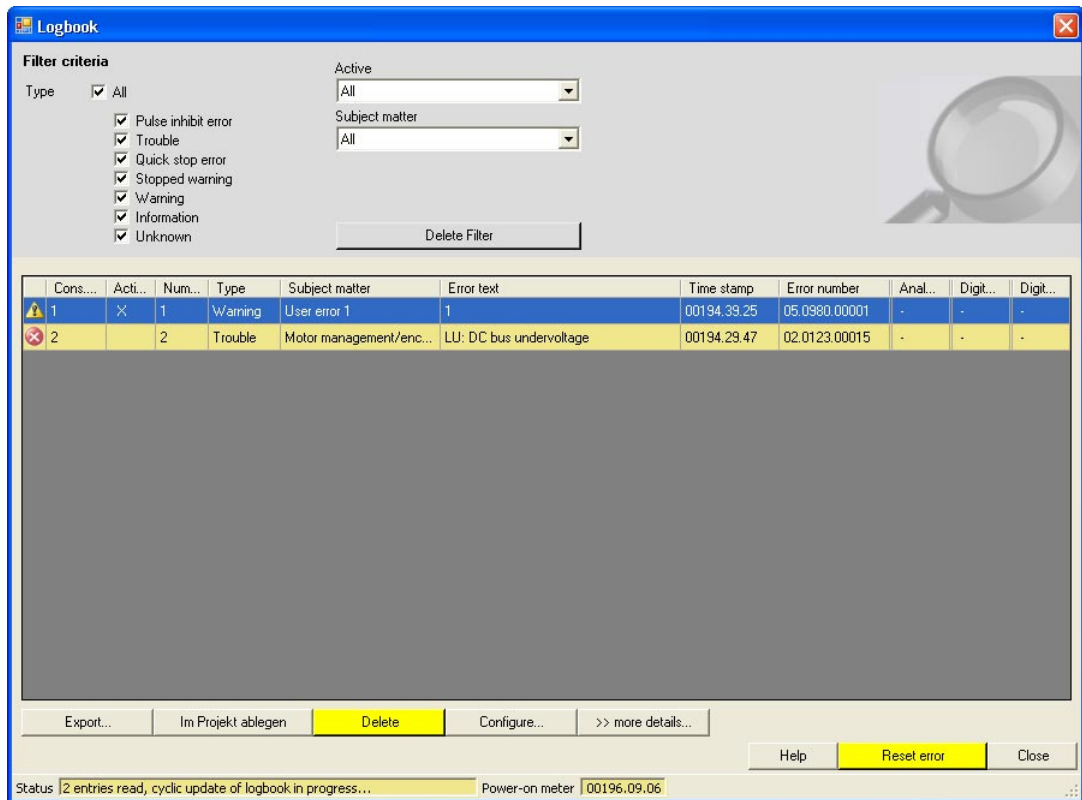 Logbook
Filter criteria
Type All
Pulse inhibit error
Trouble
Quick stop error
Stopped warning
Warning
Information
Unknown
Active
All
Subject matter
All
Delete Filter
Cons.... Acti... Num... Type Subject matter Error text Time stamp Error number Anal... Digit... Digit...
1 X 1 Warning User error 1 1 00194.39.25 05.0980.00001 - - -
2 2 Trouble Motor management/enc... LU: DC bus undervoltage 00194.29.47 02.0123.00015 - - -
Export... Im Projekt ablegen Delete Configure... >> more details...
Help Reset error Close
Status 2 entries read, cyclic update of logbook in progress... Power-on meter 00196.09.06